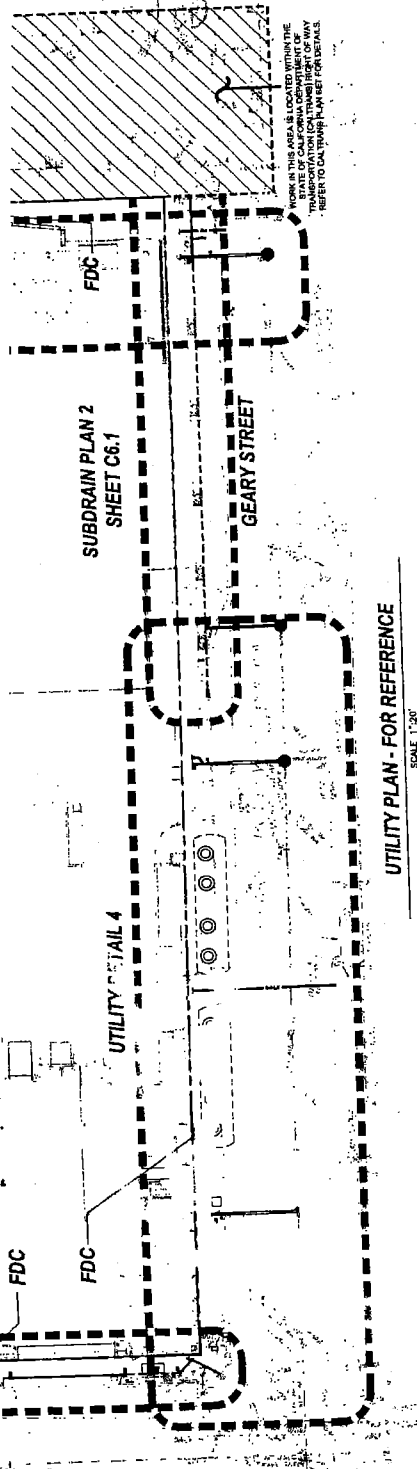 WORK IN THIS AREA IS LOCATED WITHIN THE
STATE OF CALIFORNIA DEPARTMENT OF
TRANSPORTATION (CALTRANS) RIGHT OF WAY
REFER TO CALTRANS PLAN SET FOR DETAILS.
FDC
SUBDRAIN PLAN 2
SHEET C6.1
GEARY STREET
UTILITY DETAIL 4
FDC
FDC
UTILITY PLAN - FOR REFERENCE
SCALE 1":20'